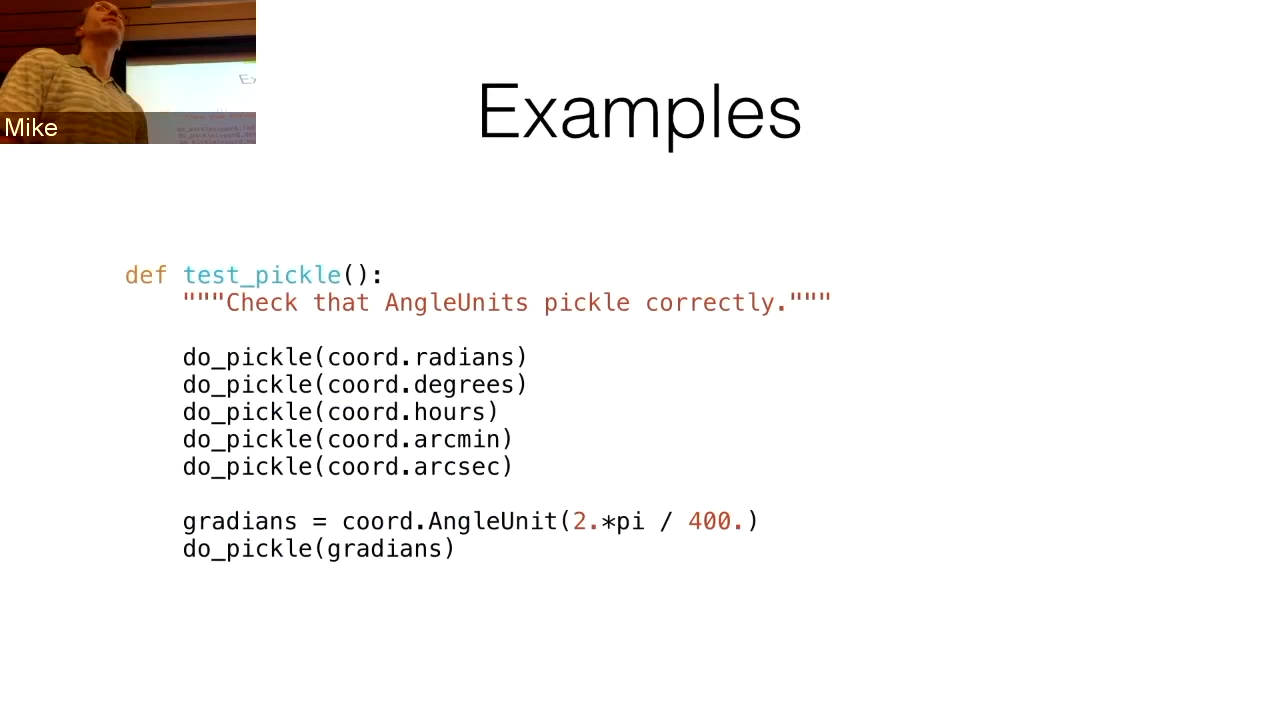 Mike
Examples
def test_pickle():
"""Check that AngleUnits pickle correctly."""
do_pickle(coord.radians)
do_pickle(coord.degrees)
do_pickle(coord.hours)
do_pickle(coord.arcmin)
do_pickle(coord.arcsec)
gradians = coord.AngleUnit(2.*pi / 400.)
do_pickle(gradians)